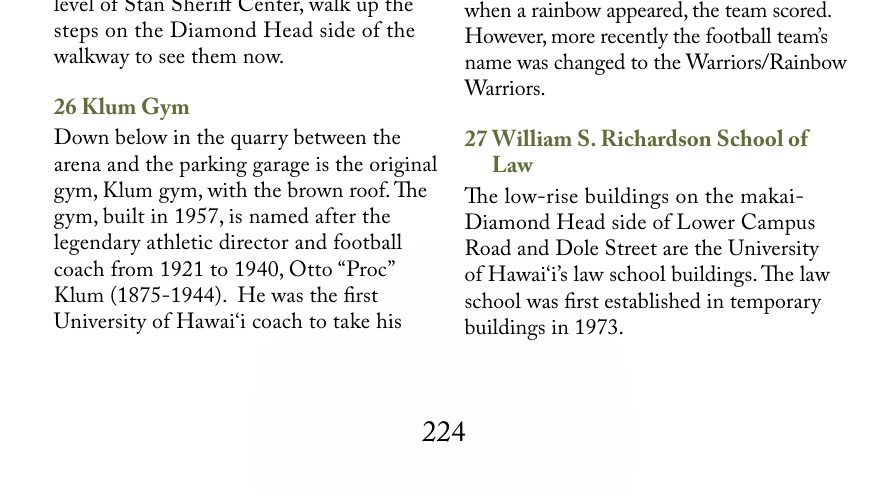 level of Stan Sheriff Center, walk up the
steps on the Diamond Head side of the
walkway to see them now.
26 Klum Gym
Down below in the quarry between the
arena and the parking garage is the original
gym, Klum gym, with the brown roof. The
gym, built in 1957, is named after the
legendary athletic director and football
coach from 1921 to 1940, Otto “Proc”
Klum (1875-1944).  He was the first
University of Hawai‘i coach to take his
when a rainbow appeared, the team scored.
However, more recently the football team’s
name was changed to the Warriors/Rainbow
Warriors.
27 William S. Richardson School of
Law
The low-rise buildings on the makai-
Diamond Head side of Lower Campus
Road and Dole Street are the University
of Hawai‘i’s law school buildings. The law
school was first established in temporary
buildings in 1973.
224